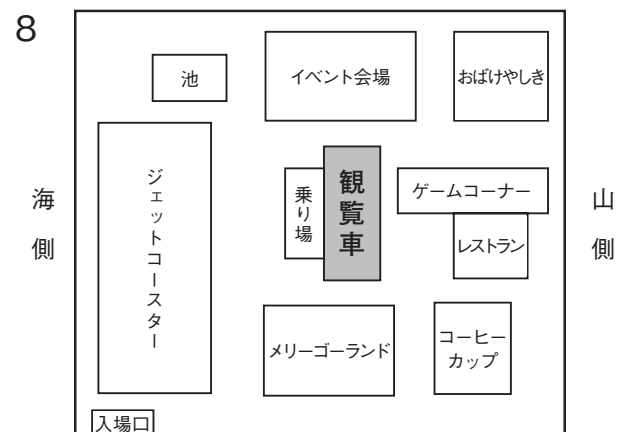 8
池
イベント会場
おばけやしき
ジェットコースター
乗り場
観覧車
ゲームコーナー
レストラン
海側
山側
メリーゴーランド
コーヒー
カップ
入場口